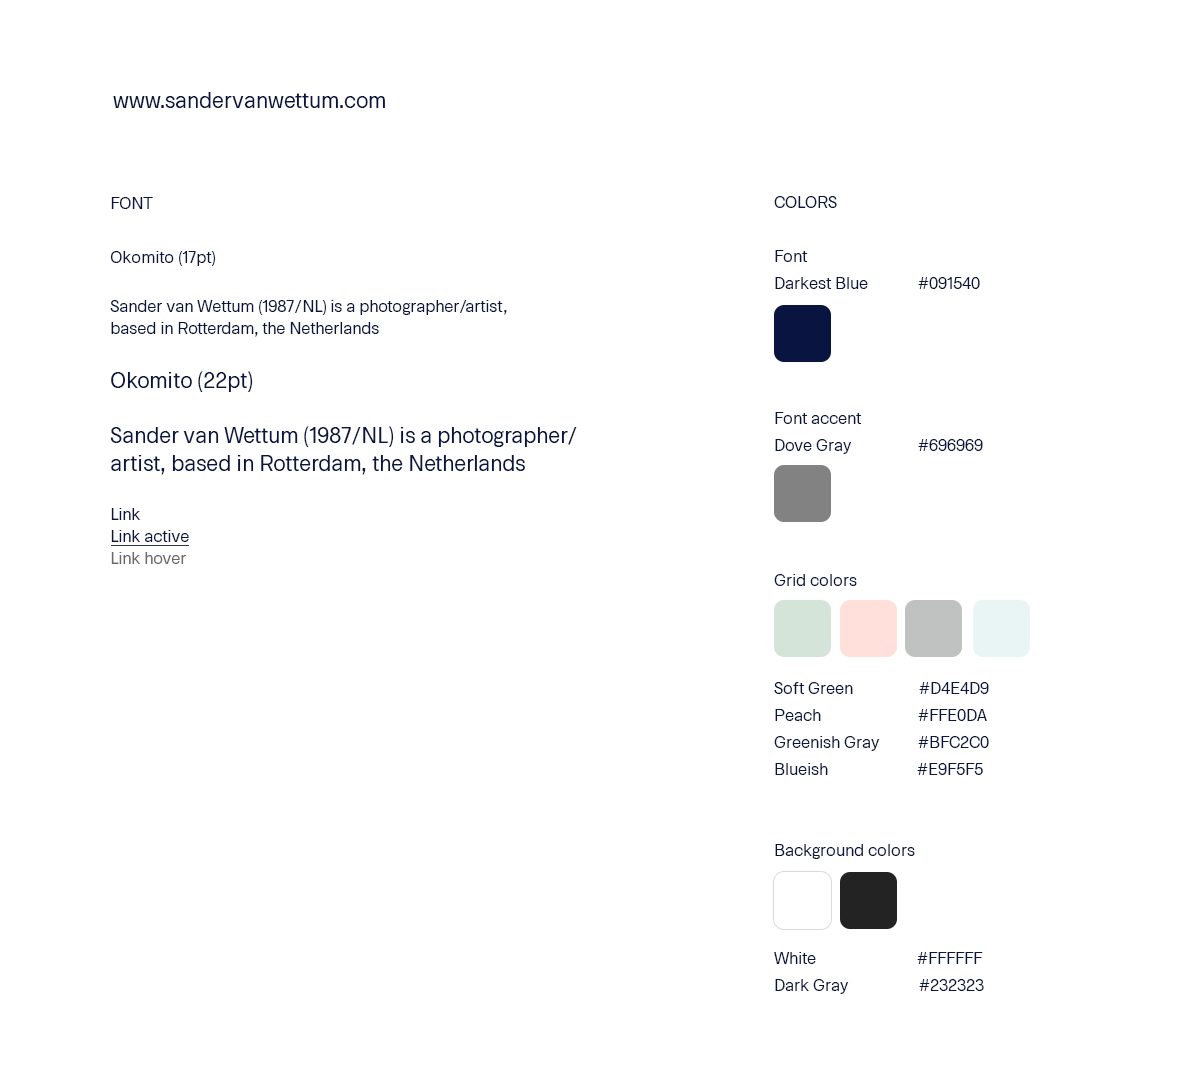 www.sandervanwettum.com
FONT
Okomito (17pt)
Sander van Wettum (1987/NL) is a photographer/artist,
based in Rotterdam, the Netherlands
Okomito (22pt)
Sander van Wettum (1987/NL) is a photographer/
artist, based in Rotterdam, the Netherlands
Link
Link active
Link hover
COLORS
Font
Darkest Blue #091540
Font accent
Dove Gray #696969
Grid colors
Soft Green #D4E4D9
Peach #FFE0DA
Greenish Gray #BFC2C0
Blueish #E9F5F5
Background colors
White #FFFFFF
Dark Gray #232323